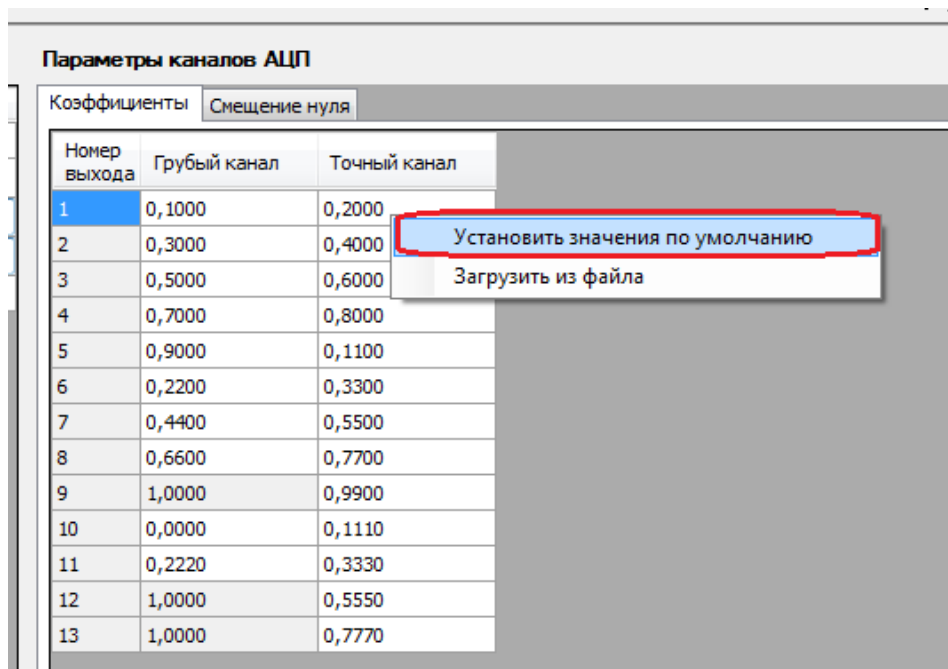 Параметры каналов АЦП
Коэффициенты Смещение нуля
Номер выхода Грубый канал Точный канал
1 0,1000 0,2000
Установить значения по умолчанию
2 0,3000 0,4000
3 0,5000 0,6000
Загрузить из файла
4 0,7000 0,8000
5 0,9000 0,1100
6 0,2200 0,3300
7 0,4400 0,5500
8 0,6600 0,7700
9 1,0000 0,9900
10 0,0000 0,1110
11 0,2220 0,3330
12 1,0000 0,5550
13 1,0000 0,7770